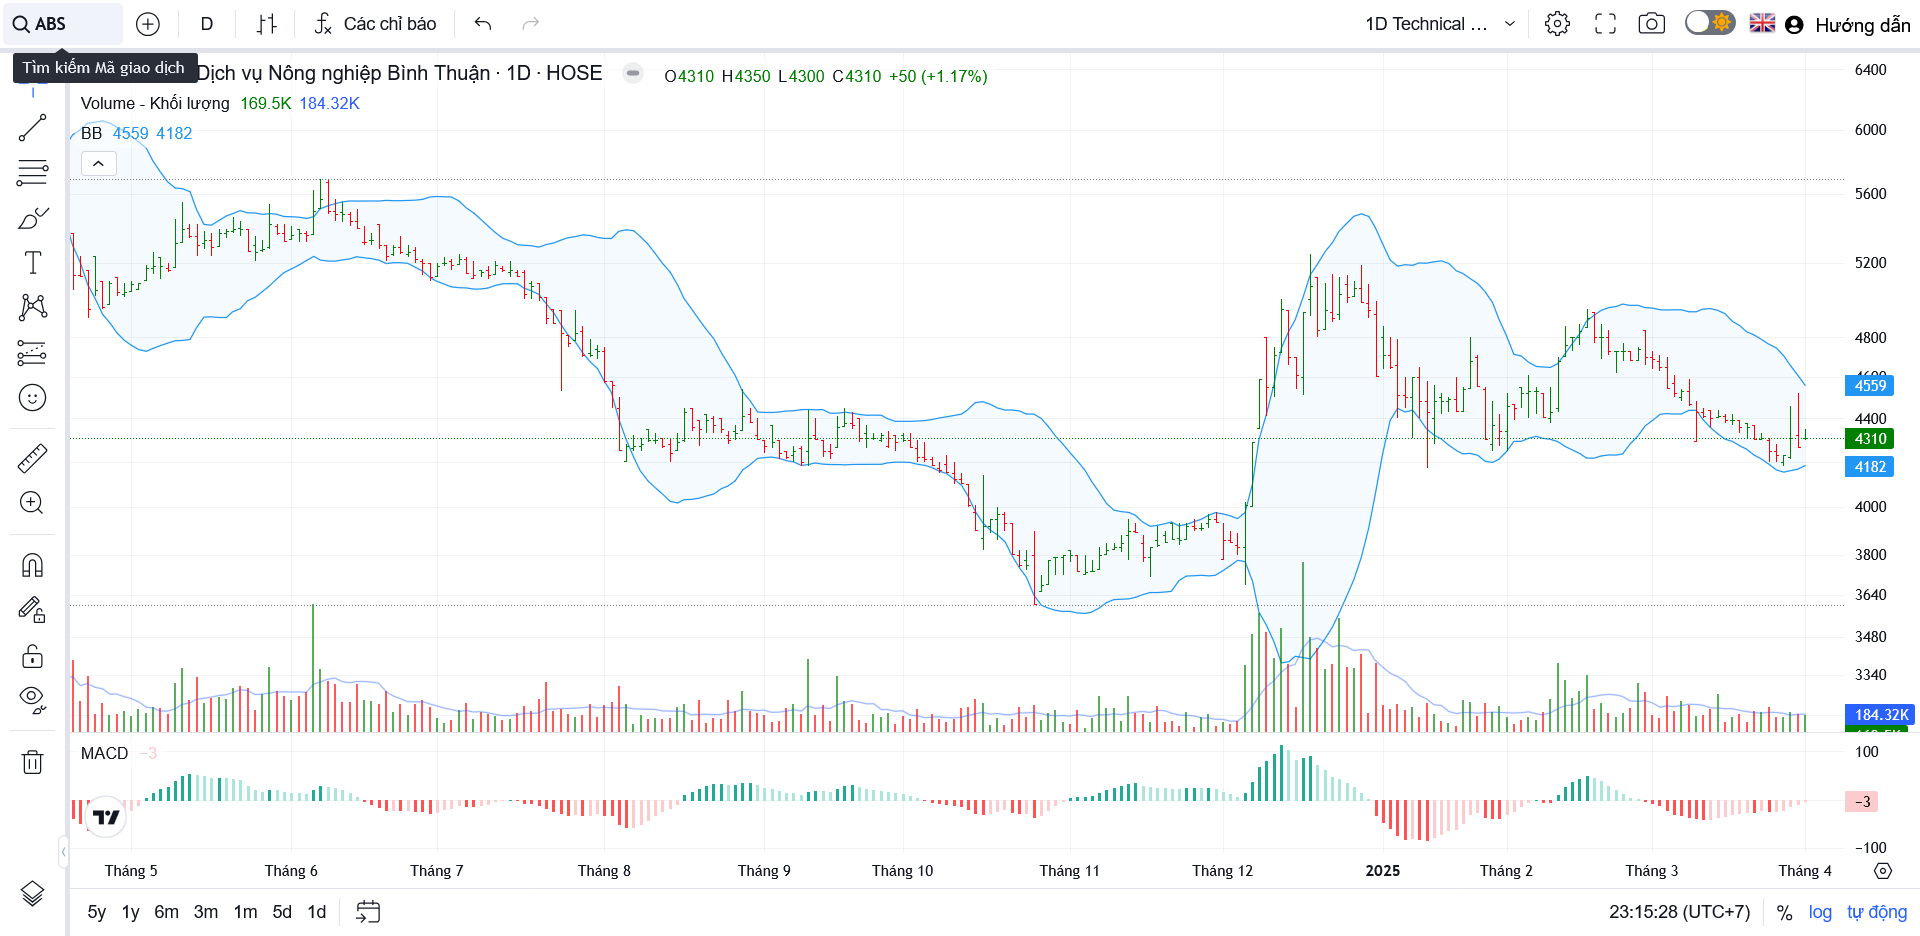 ABS
D
Các chỉ báo
1D Technical ...
Hướng dẫn
Tìm kiếm Mã giao dịch
Dịch vụ Nông nghiệp Bình Thuận · 1D · HOSE
O4310 H4350 L4300 C4310 +50 (+1.17%)
Volume - Khối lượng 169.5K 184.32K
BB 4559 4182
6400
6000
5600
5200
4800
4559
4400
4310
4182
4000
3800
3640
3480
3340
184.32K
MACD −3
100
−3
−100
Tháng 5 Tháng 6 Tháng 7 Tháng 8 Tháng 9 Tháng 10 Tháng 11 Tháng 12 2025 Tháng 2 Tháng 3 Tháng 4
5y 1y 6m 3m 1m 5d 1d
23:15:28 (UTC+7) % log tự động